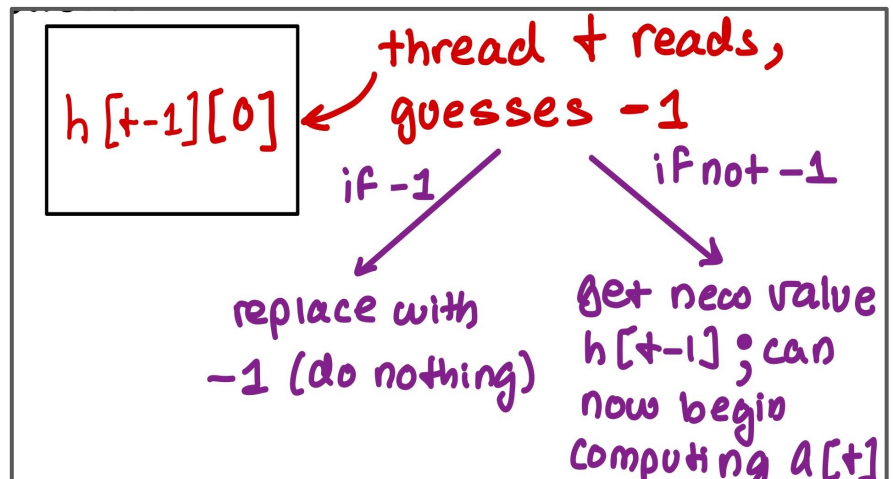 thread t reads,
h[t-1][0]
guesses -1
if -1
if not -1
replace with
-1 (do nothing)
get new value
h[t-1]; can
now begin
computing a[t]